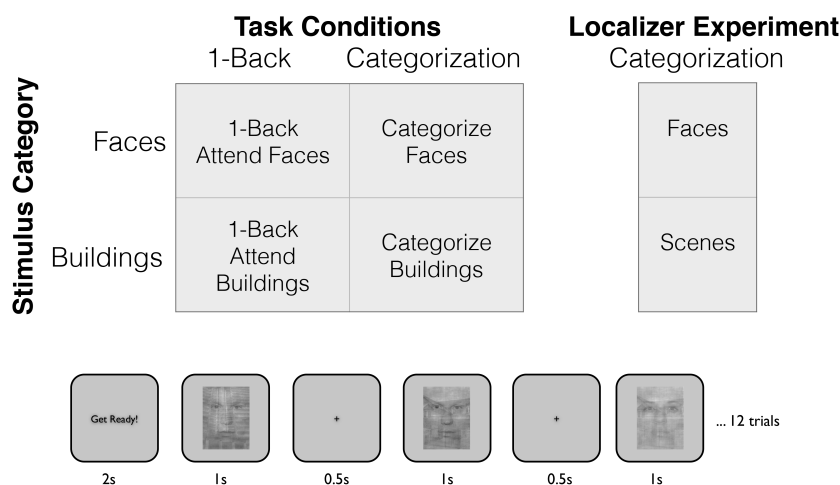 Task Conditions
Localizer Experiment
1-Back
Categorization
Categorization
Stimulus Category
Faces
1-Back
Attend Faces
Categorize
Faces
Faces
Buildings
1-Back
Attend
Buildings
Categorize
Buildings
Scenes
Get Ready!
+
+
... 12 trials
2s
1s
0.5s
1s
0.5s
1s